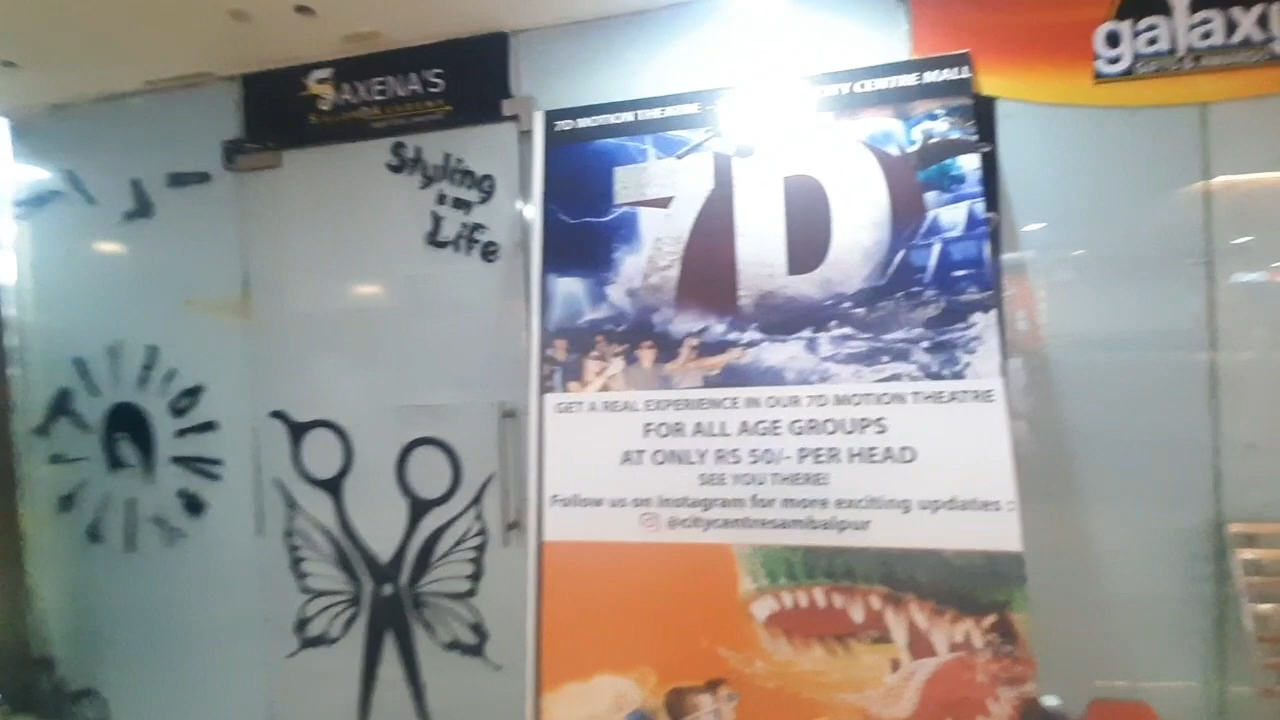 SAXENA'S
Styling
is my
Life
7D MOTION THEATRE - CITY CENTRE MALL
7D
GET A REAL EXPERIENCE IN OUR 7D MOTION THEATRE
FOR ALL AGE GROUPS
AT ONLY RS 50/- PER HEAD
SEE YOU THERE!
Follow us on Instagram for more exciting updates :
@citycentresambalpur
galaxy